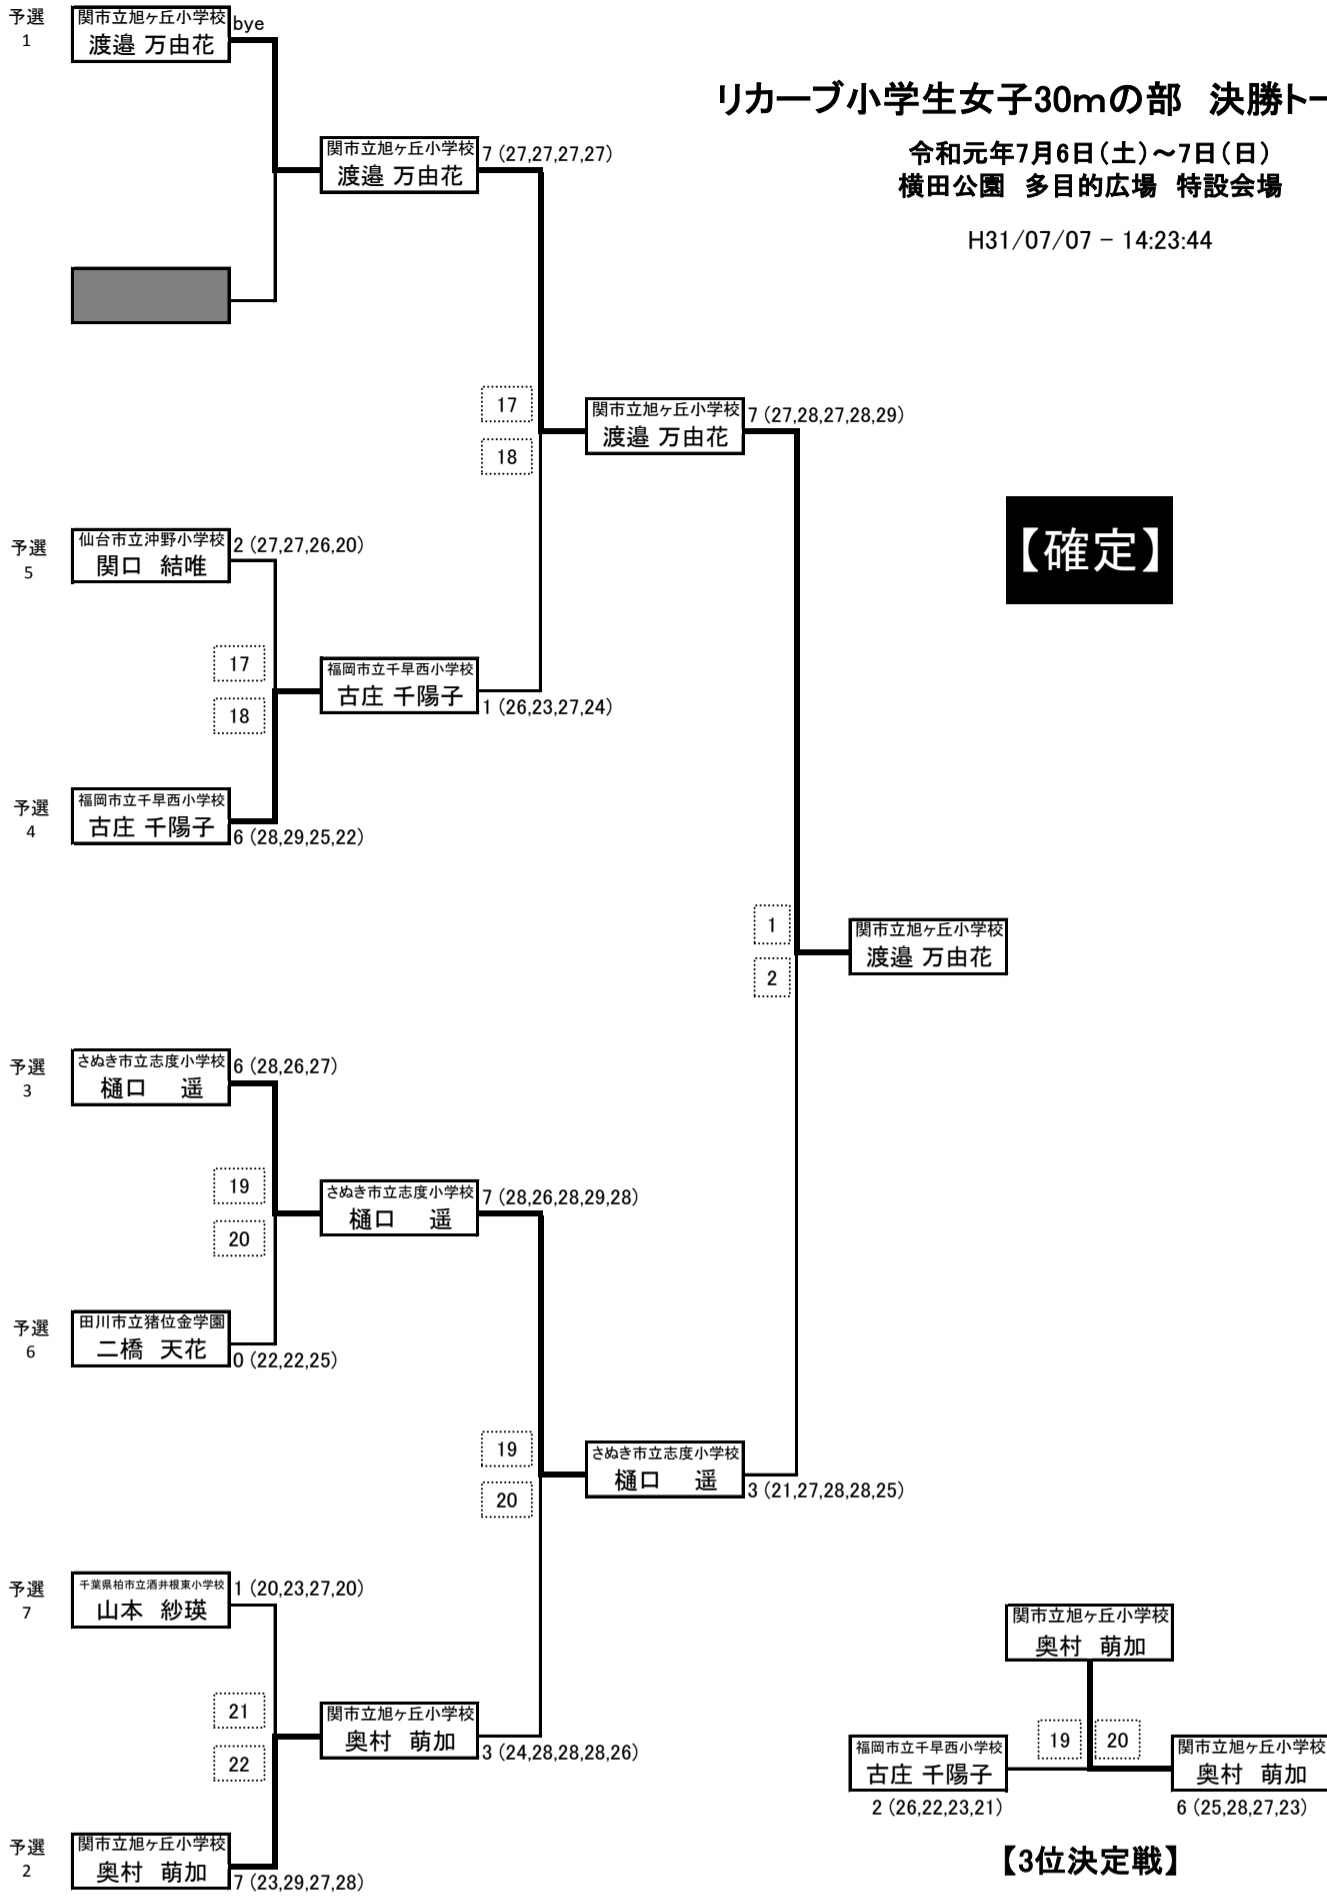 予選
1
関市立旭ヶ丘小学校
渡邉 万由花
bye
リカーブ小学生女子30mの部 決勝トー
令和元年7月6日(土)~7日(日)
横田公園 多目的広場 特設会場
H31/07/07 - 14:23:44
関市立旭ヶ丘小学校
渡邉 万由花
7 (27,27,27,27)
17
18
関市立旭ヶ丘小学校
渡邉 万由花
7 (27,28,27,28,29)
【確定】
予選
5
仙台市立沖野小学校
関口 結唯
2 (27,27,26,20)
17
18
福岡市立千早西小学校
古庄 千陽子
1 (26,23,27,24)
予選
4
福岡市立千早西小学校
古庄 千陽子
6 (28,29,25,22)
1
2
関市立旭ヶ丘小学校
渡邉 万由花
予選
3
さぬき市立志度小学校
樋口 遥
6 (28,26,27)
19
20
さぬき市立志度小学校
樋口 遥
7 (28,26,28,29,28)
予選
6
田川市立猪位金学園
二橋 天花
0 (22,22,25)
19
20
さぬき市立志度小学校
樋口 遥
3 (21,27,28,28,25)
予選
7
千葉県柏市立酒井根東小学校
山本 紗瑛
1 (20,23,27,20)
21
22
関市立旭ヶ丘小学校
奥村 萌加
3 (24,28,28,28,26)
予選
2
関市立旭ヶ丘小学校
奥村 萌加
7 (23,29,27,28)
関市立旭ヶ丘小学校
奥村 萌加
19
20
福岡市立千早西小学校
古庄 千陽子
2 (26,22,23,21)
関市立旭ヶ丘小学校
奥村 萌加
6 (25,28,27,23)
【3位決定戦】